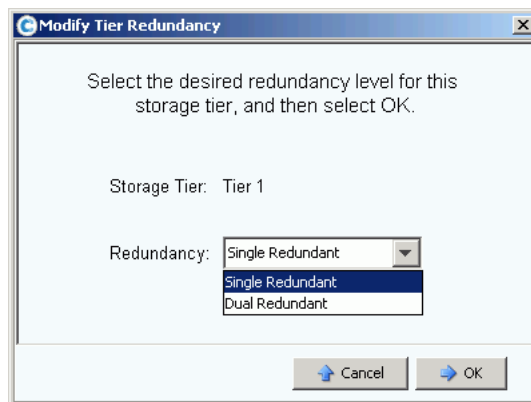 Modify Tier Redundancy
Select the desired redundancy level for this
storage tier, and then select OK.
Storage Tier: Tier 1
Redundancy: Single Redundant
Single Redundant
Dual Redundant
Cancel OK